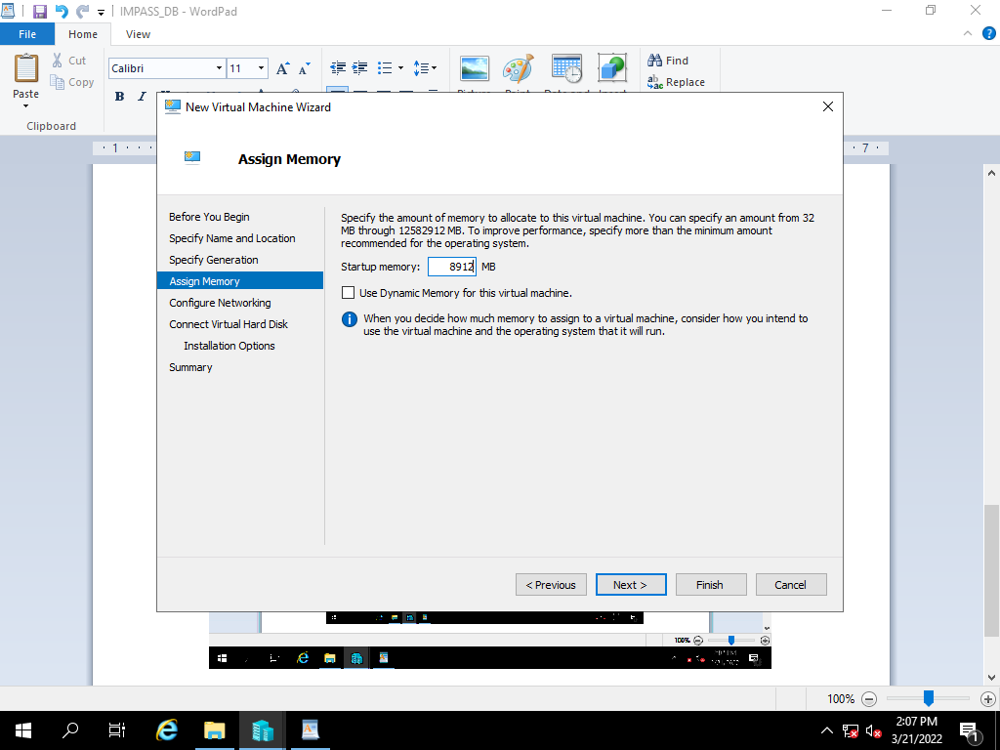 IMPASS_DB - WordPad
File
Home
View
Paste
Cut
Copy
Clipboard
Calibri
11
B
I
Find
Replace
1
7
New Virtual Machine Wizard
Assign Memory
Before You Begin
Specify Name and Location
Specify Generation
Assign Memory
Configure Networking
Connect Virtual Hard Disk
Installation Options
Summary
Specify the amount of memory to allocate to this virtual machine. You can specify an amount from 32
MB through 12582912 MB. To improve performance, specify more than the minimum amount
recommended for the operating system.
Startup memory: 8912 MB
Use Dynamic Memory for this virtual machine.
When you decide how much memory to assign to a virtual machine, consider how you intend to
use the virtual machine and the operating system that it will run.
< Previous
Next >
Finish
Cancel
100%
100%
2:07 PM
3/21/2022
1